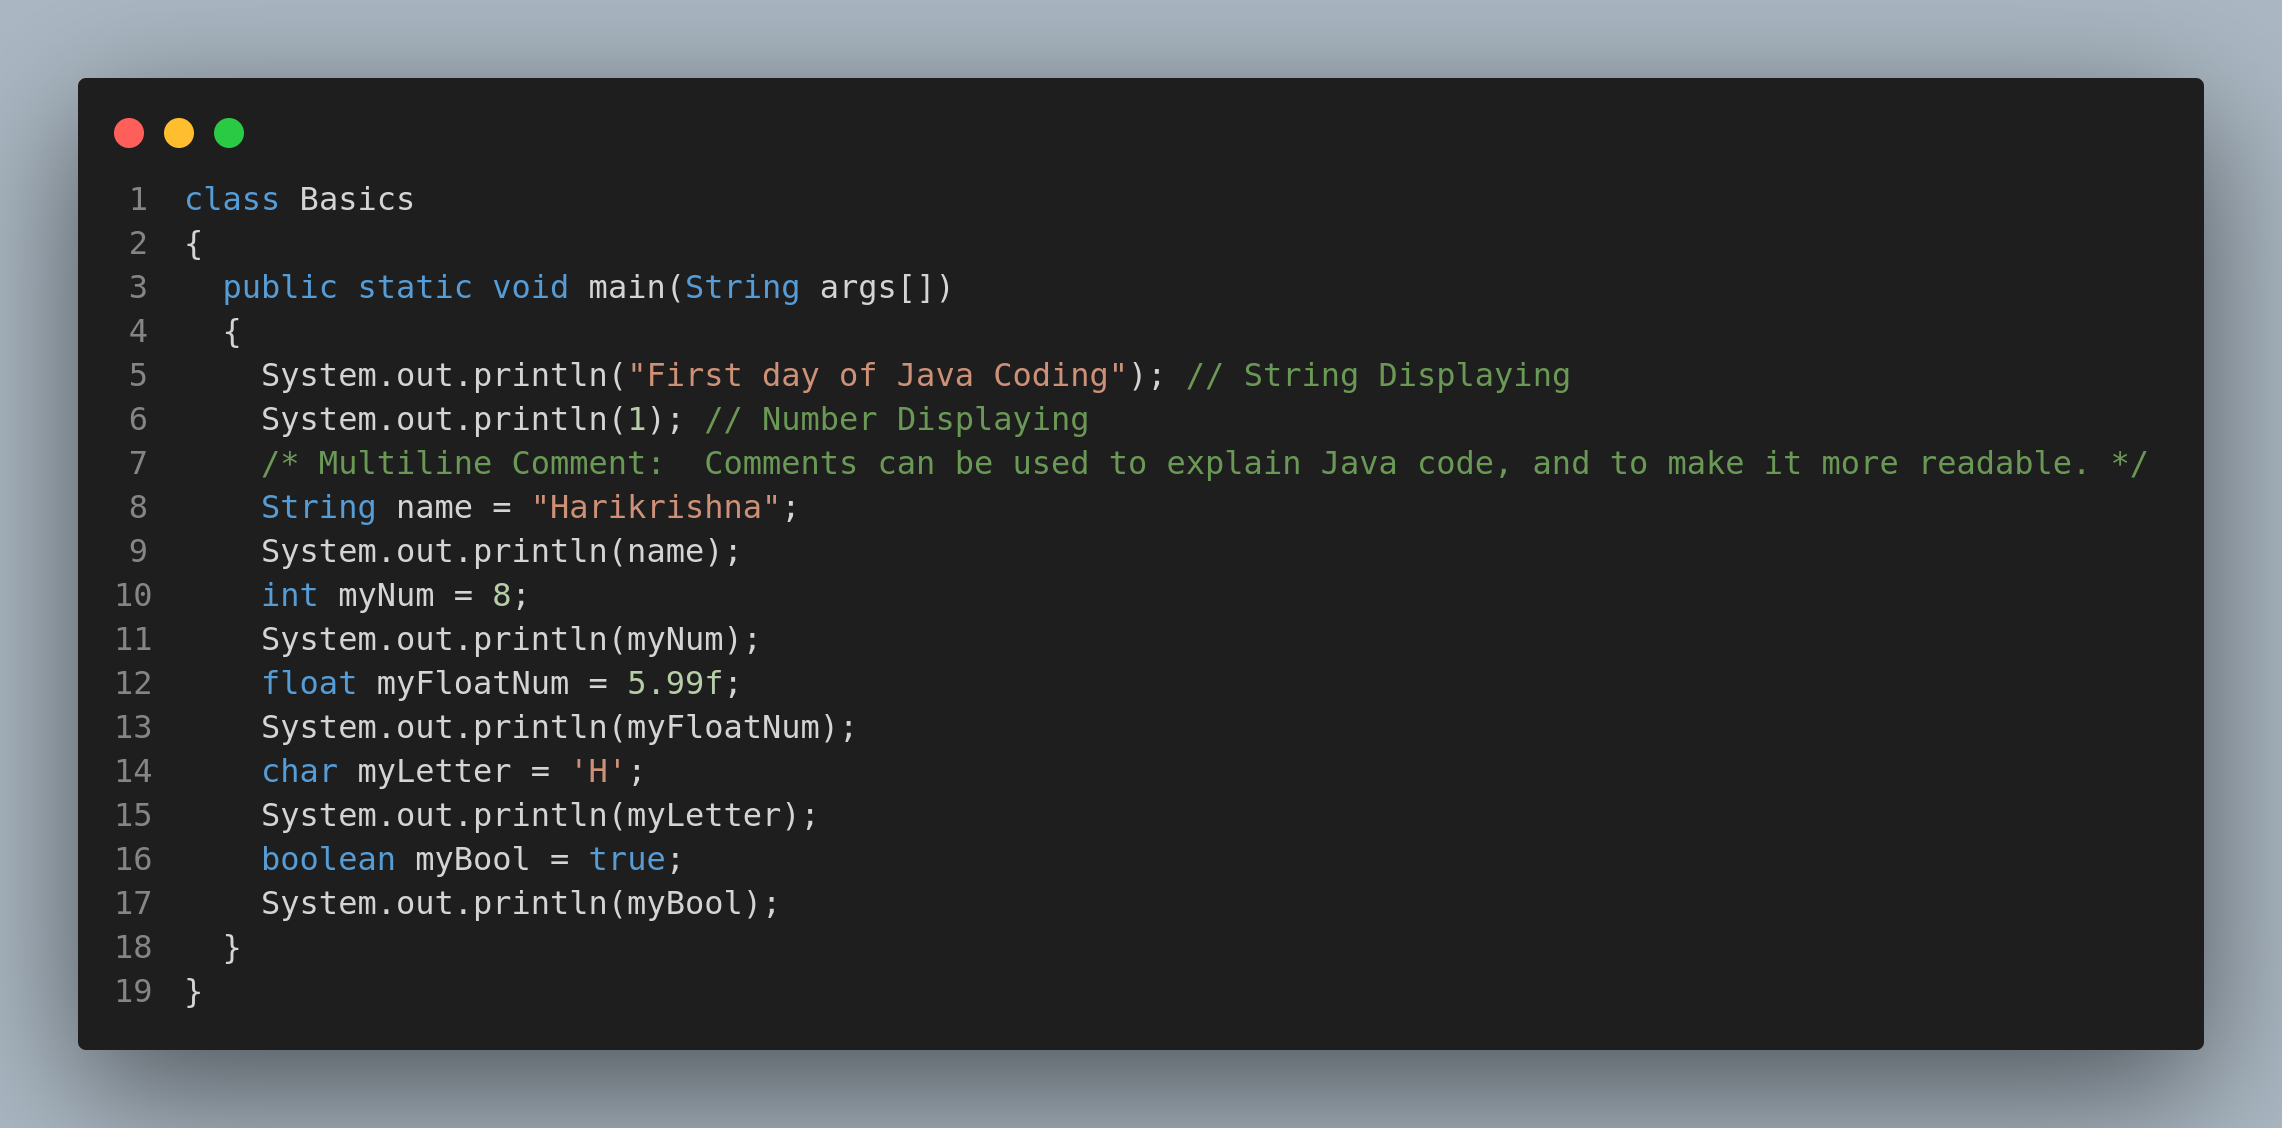 1 class Basics
2 {
3   public static void main(String args[])
4   {
5     System.out.println("First day of Java Coding"); // String Displaying
6     System.out.println(1); // Number Displaying
7     /* Multiline Comment:  Comments can be used to explain Java code, and to make it more readable. */
8     String name = "Harikrishna";
9     System.out.println(name);
10     int myNum = 8;
11     System.out.println(myNum);
12     float myFloatNum = 5.99f;
13     System.out.println(myFloatNum);
14     char myLetter = 'H';
15     System.out.println(myLetter);
16     boolean myBool = true;
17     System.out.println(myBool);
18   }
19 }